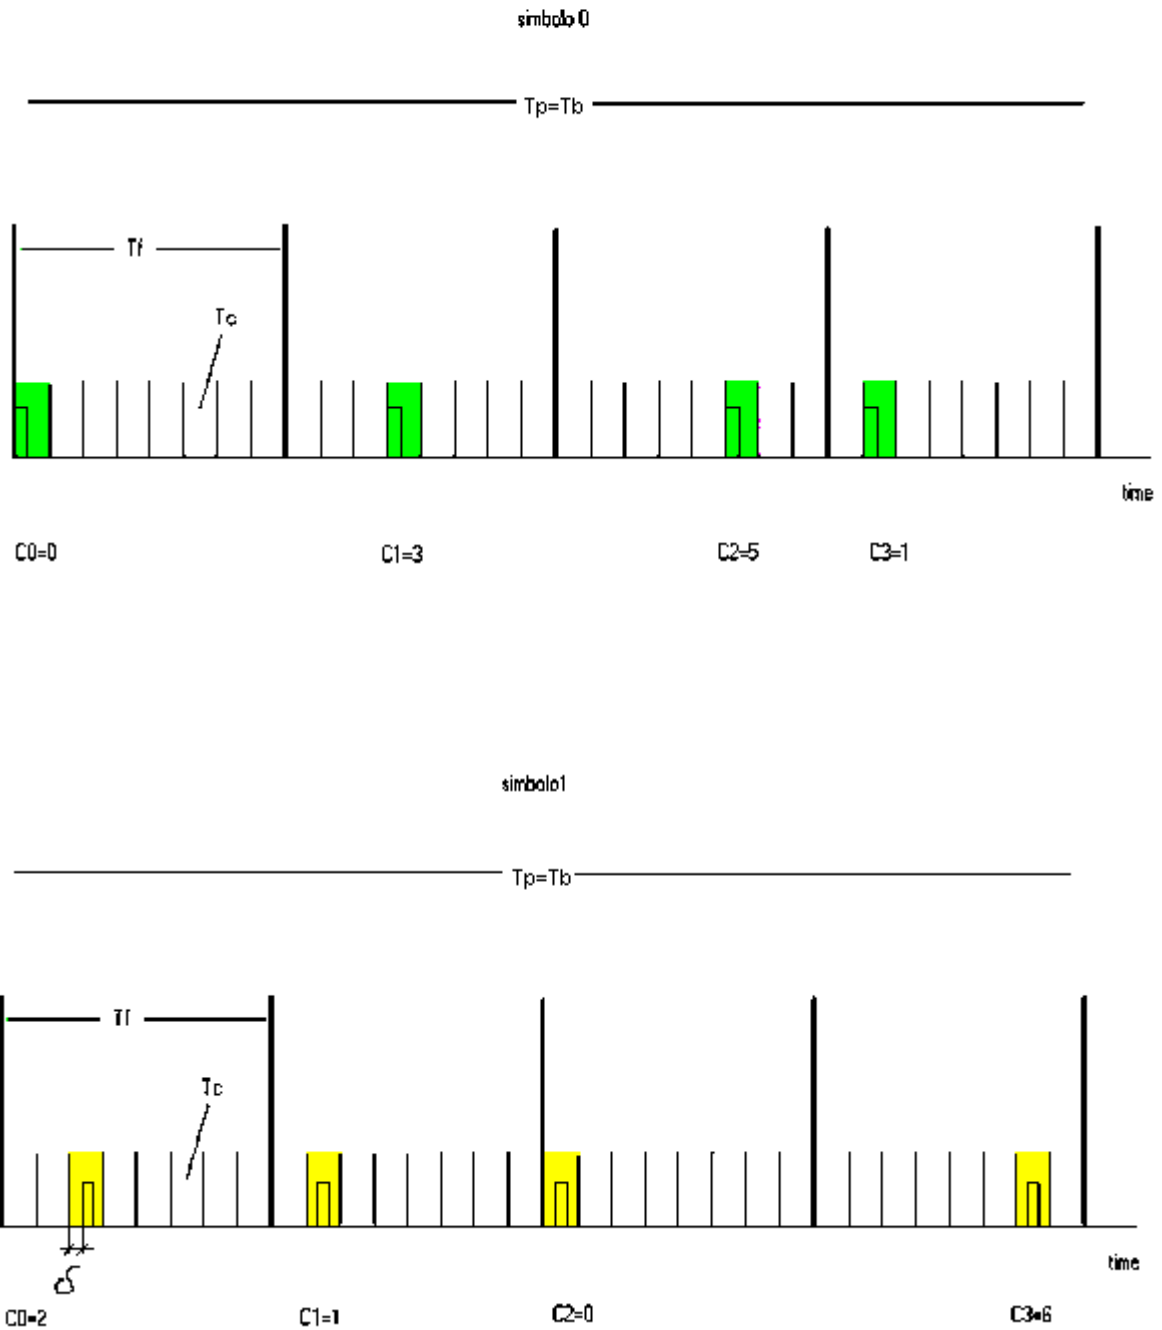 simbolo 0
Tp=Tb
Tf
Tc
time
C0=0 C1=3 C2=5 C3=1
simbolo1
Tp=Tb
Tf
Tc
δ
time
C0=2 C1=1 C2=0 C3=6